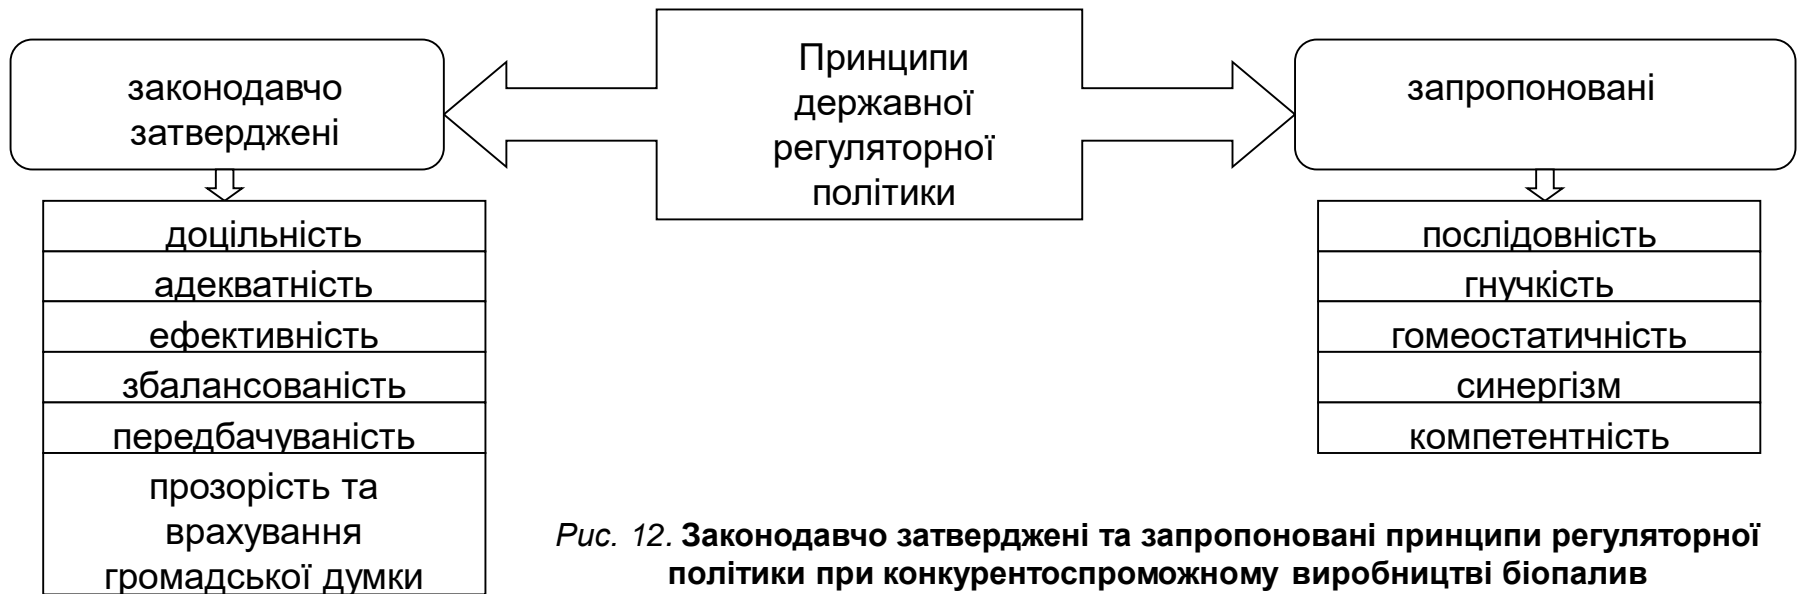 законодавчо
затверджені
Принципи
державної
регуляторної
політики
запропоновані
доцільність
адекватність
ефективність
збалансованість
передбачуваність
прозорість та
врахування
громадської думки
послідовність
гнучкість
гомеостатичність
синергізм
компетентність
Рис. 12. Законодавчо затверджені та запропоновані принципи регуляторної
політики при конкурентоспроможному виробництві біопалив